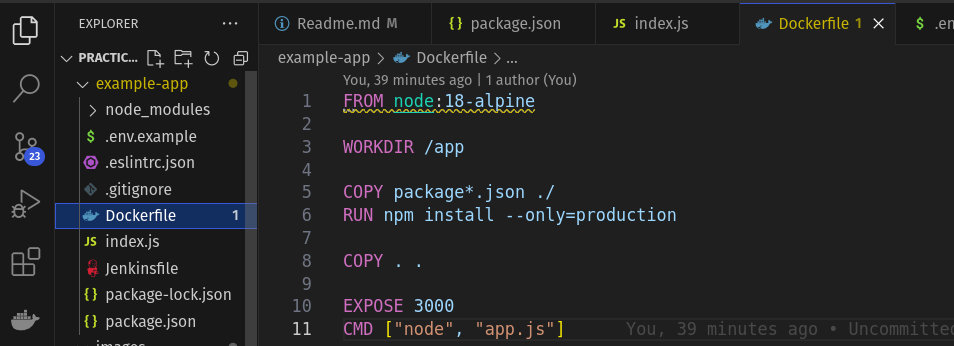 EXPLORER
PRACTIC...
example-app
node_modules
.env.example
.eslintrc.json
.gitignore
Dockerfile 1
JS index.js
Jenkinsfile
{} package-lock.json
{} package.json
images
23
Readme.md M
{} package.json
JS index.js
Dockerfile 1
$ .en
example-app > Dockerfile > ...
You, 39 minutes ago | 1 author (You)
1 FROM node:18-alpine
2
3 WORKDIR /app
4
5 COPY package*.json ./
6 RUN npm install --only=production
7
8 COPY . .
9
10 EXPOSE 3000
11 CMD ["node", "app.js"] You, 39 minutes ago • Uncommitted